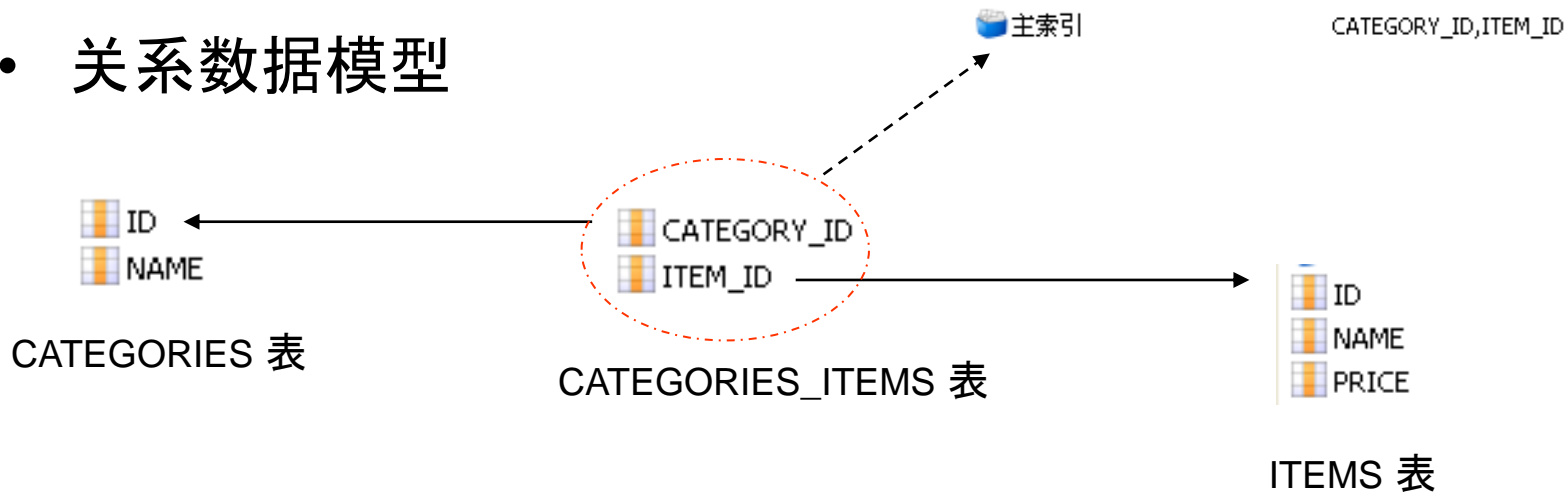 • 关系数据模型
主索引 CATEGORY_ID,ITEM_ID
ID
NAME
CATEGORIES 表
CATEGORY_ID
ITEM_ID
CATEGORIES_ITEMS 表
ID
NAME
PRICE
ITEMS 表